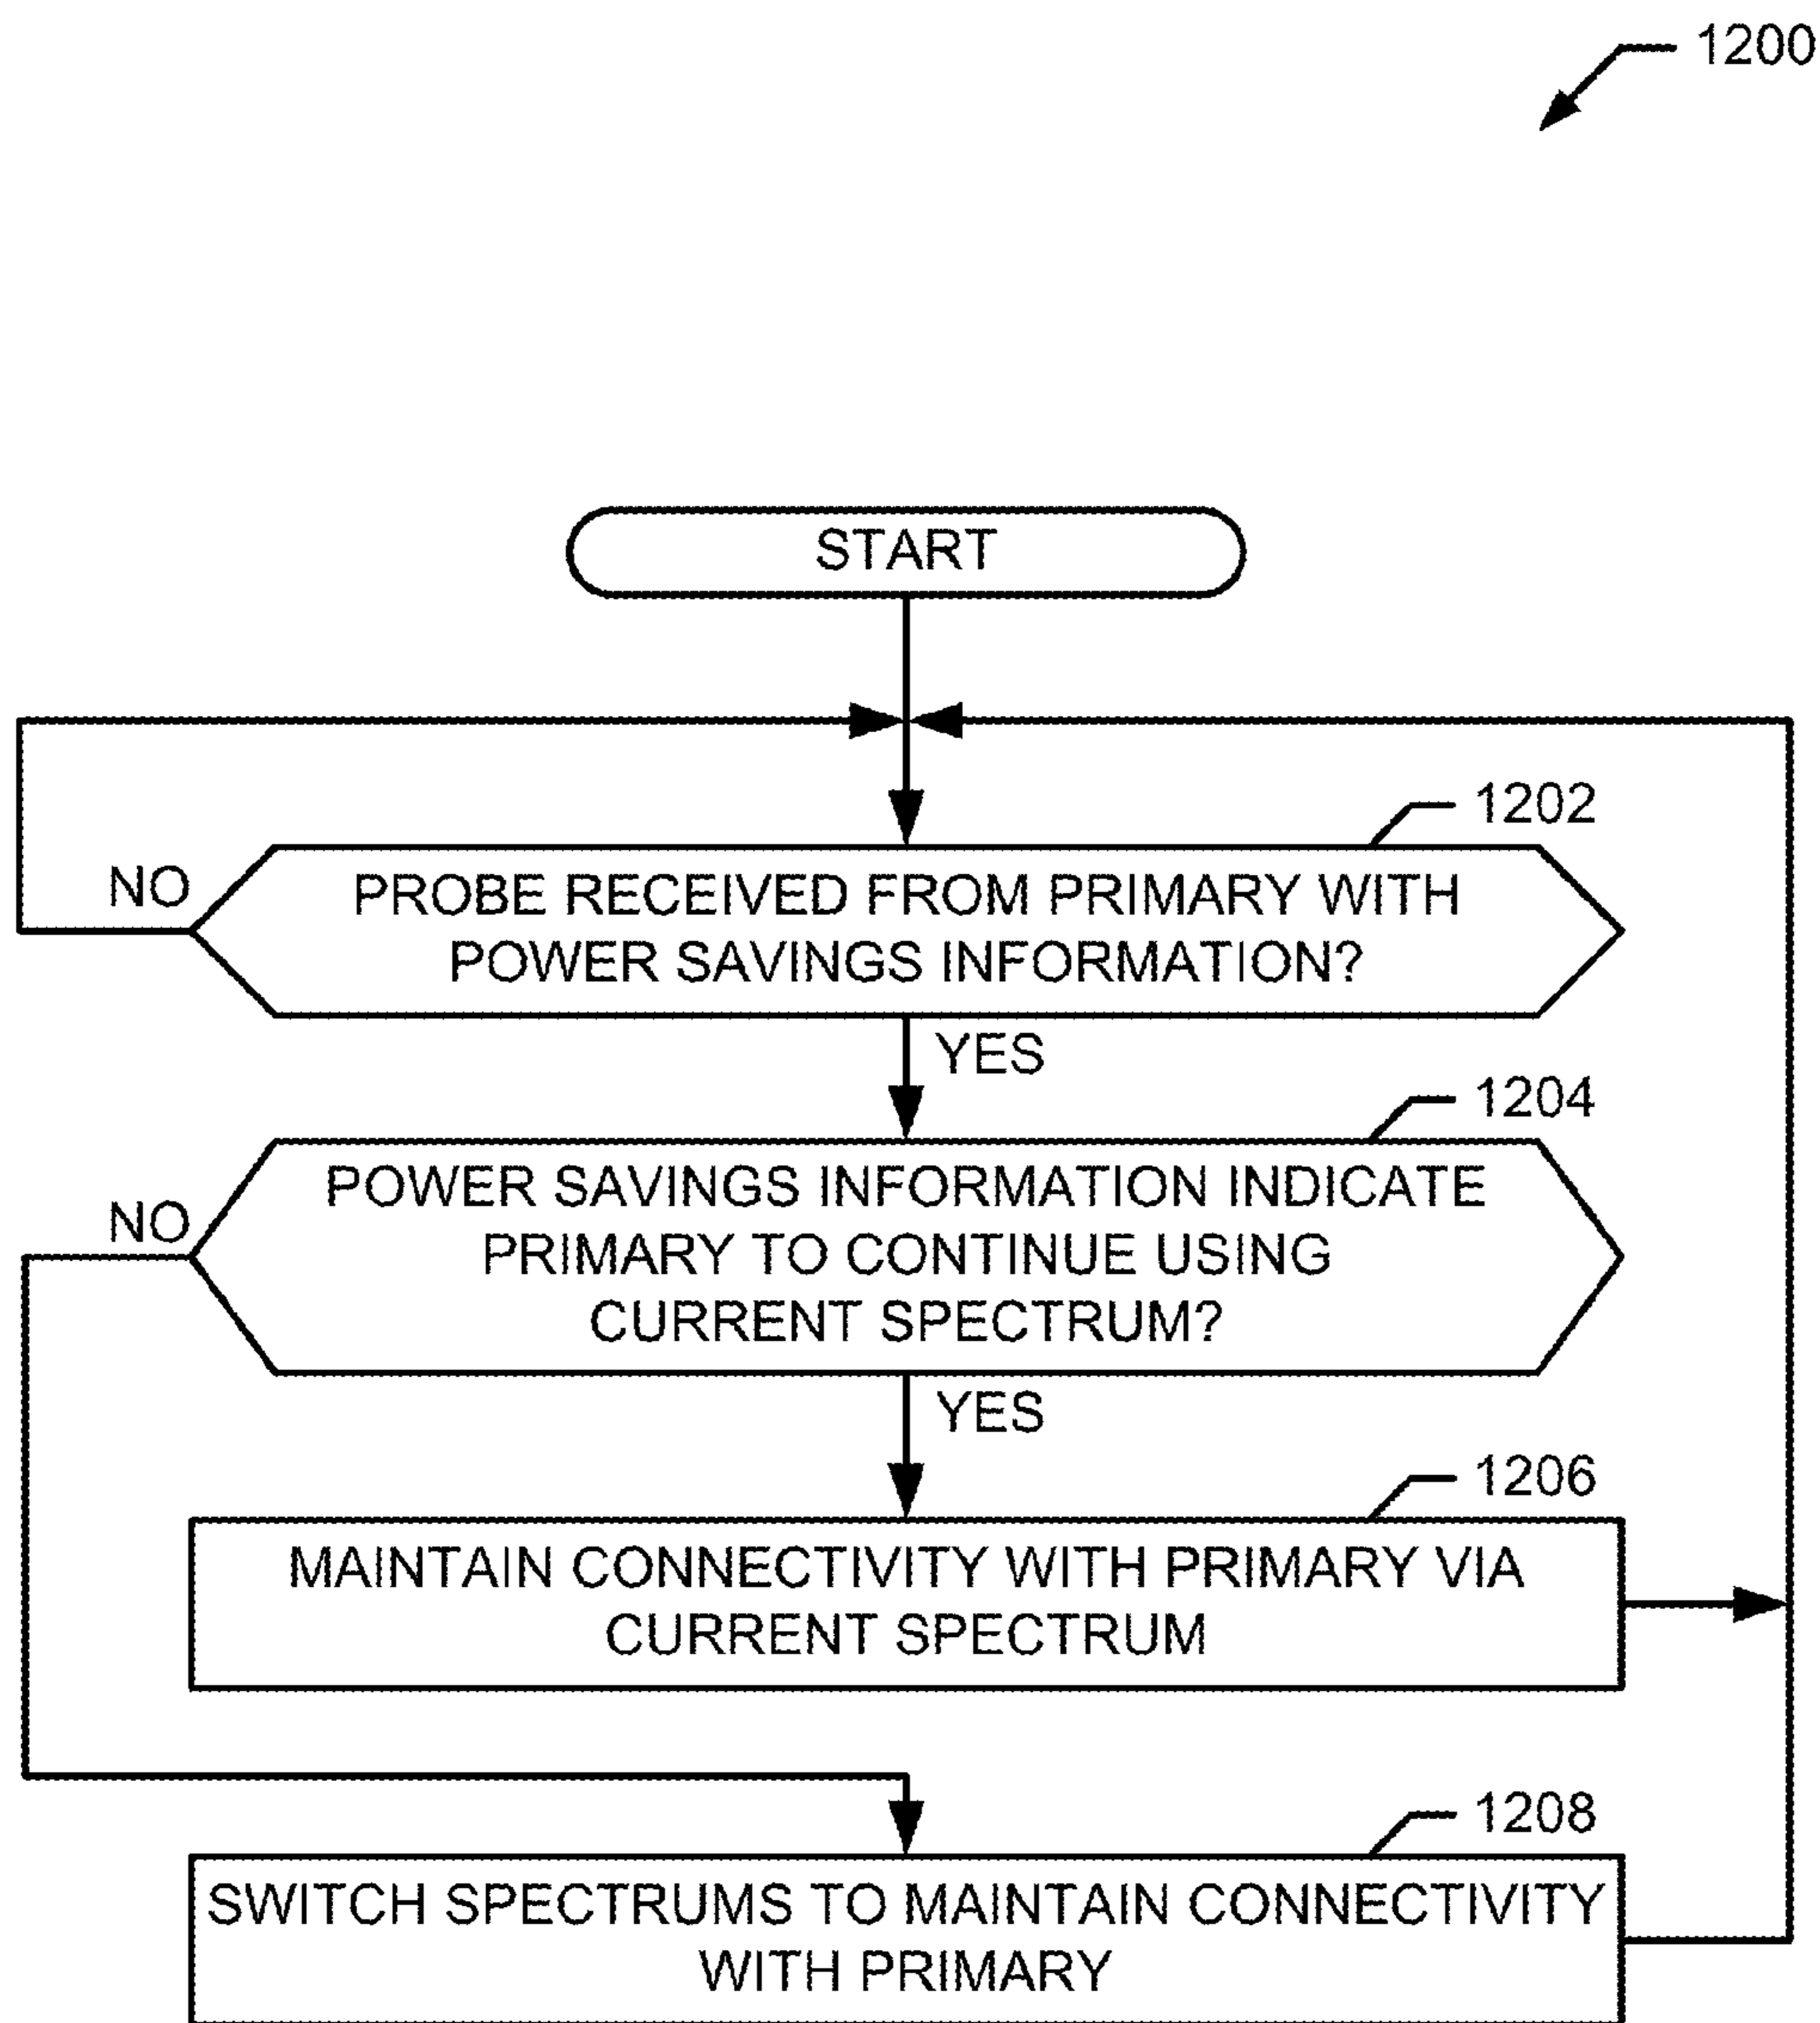 1200
START
1202
NO
PROBE RECEIVED FROM PRIMARY WITH
POWER SAVINGS INFORMATION?
YES
1204
NO
POWER SAVINGS INFORMATION INDICATE
PRIMARY TO CONTINUE USING
CURRENT SPECTRUM?
YES
1206
MAINTAIN CONNECTIVITY WITH PRIMARY VIA
CURRENT SPECTRUM
1208
SWITCH SPECTRUMS TO MAINTAIN CONNECTIVITY
WITH PRIMARY